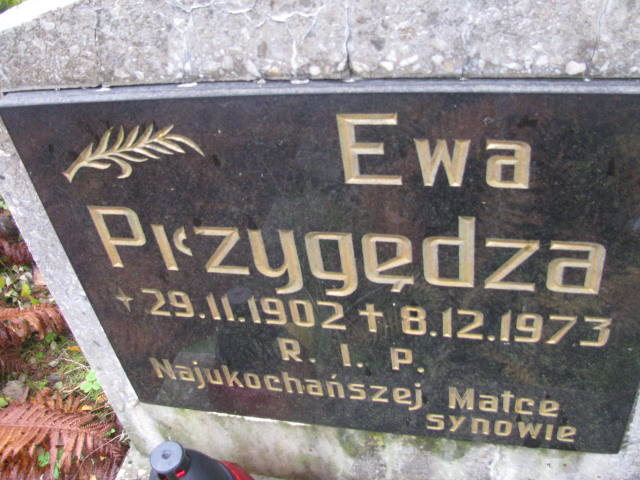 Ewa
Przygędza
* 29.11.1902 ✝ 8.12.1973
R. I. P.
Najukochańszej Matce
synowie